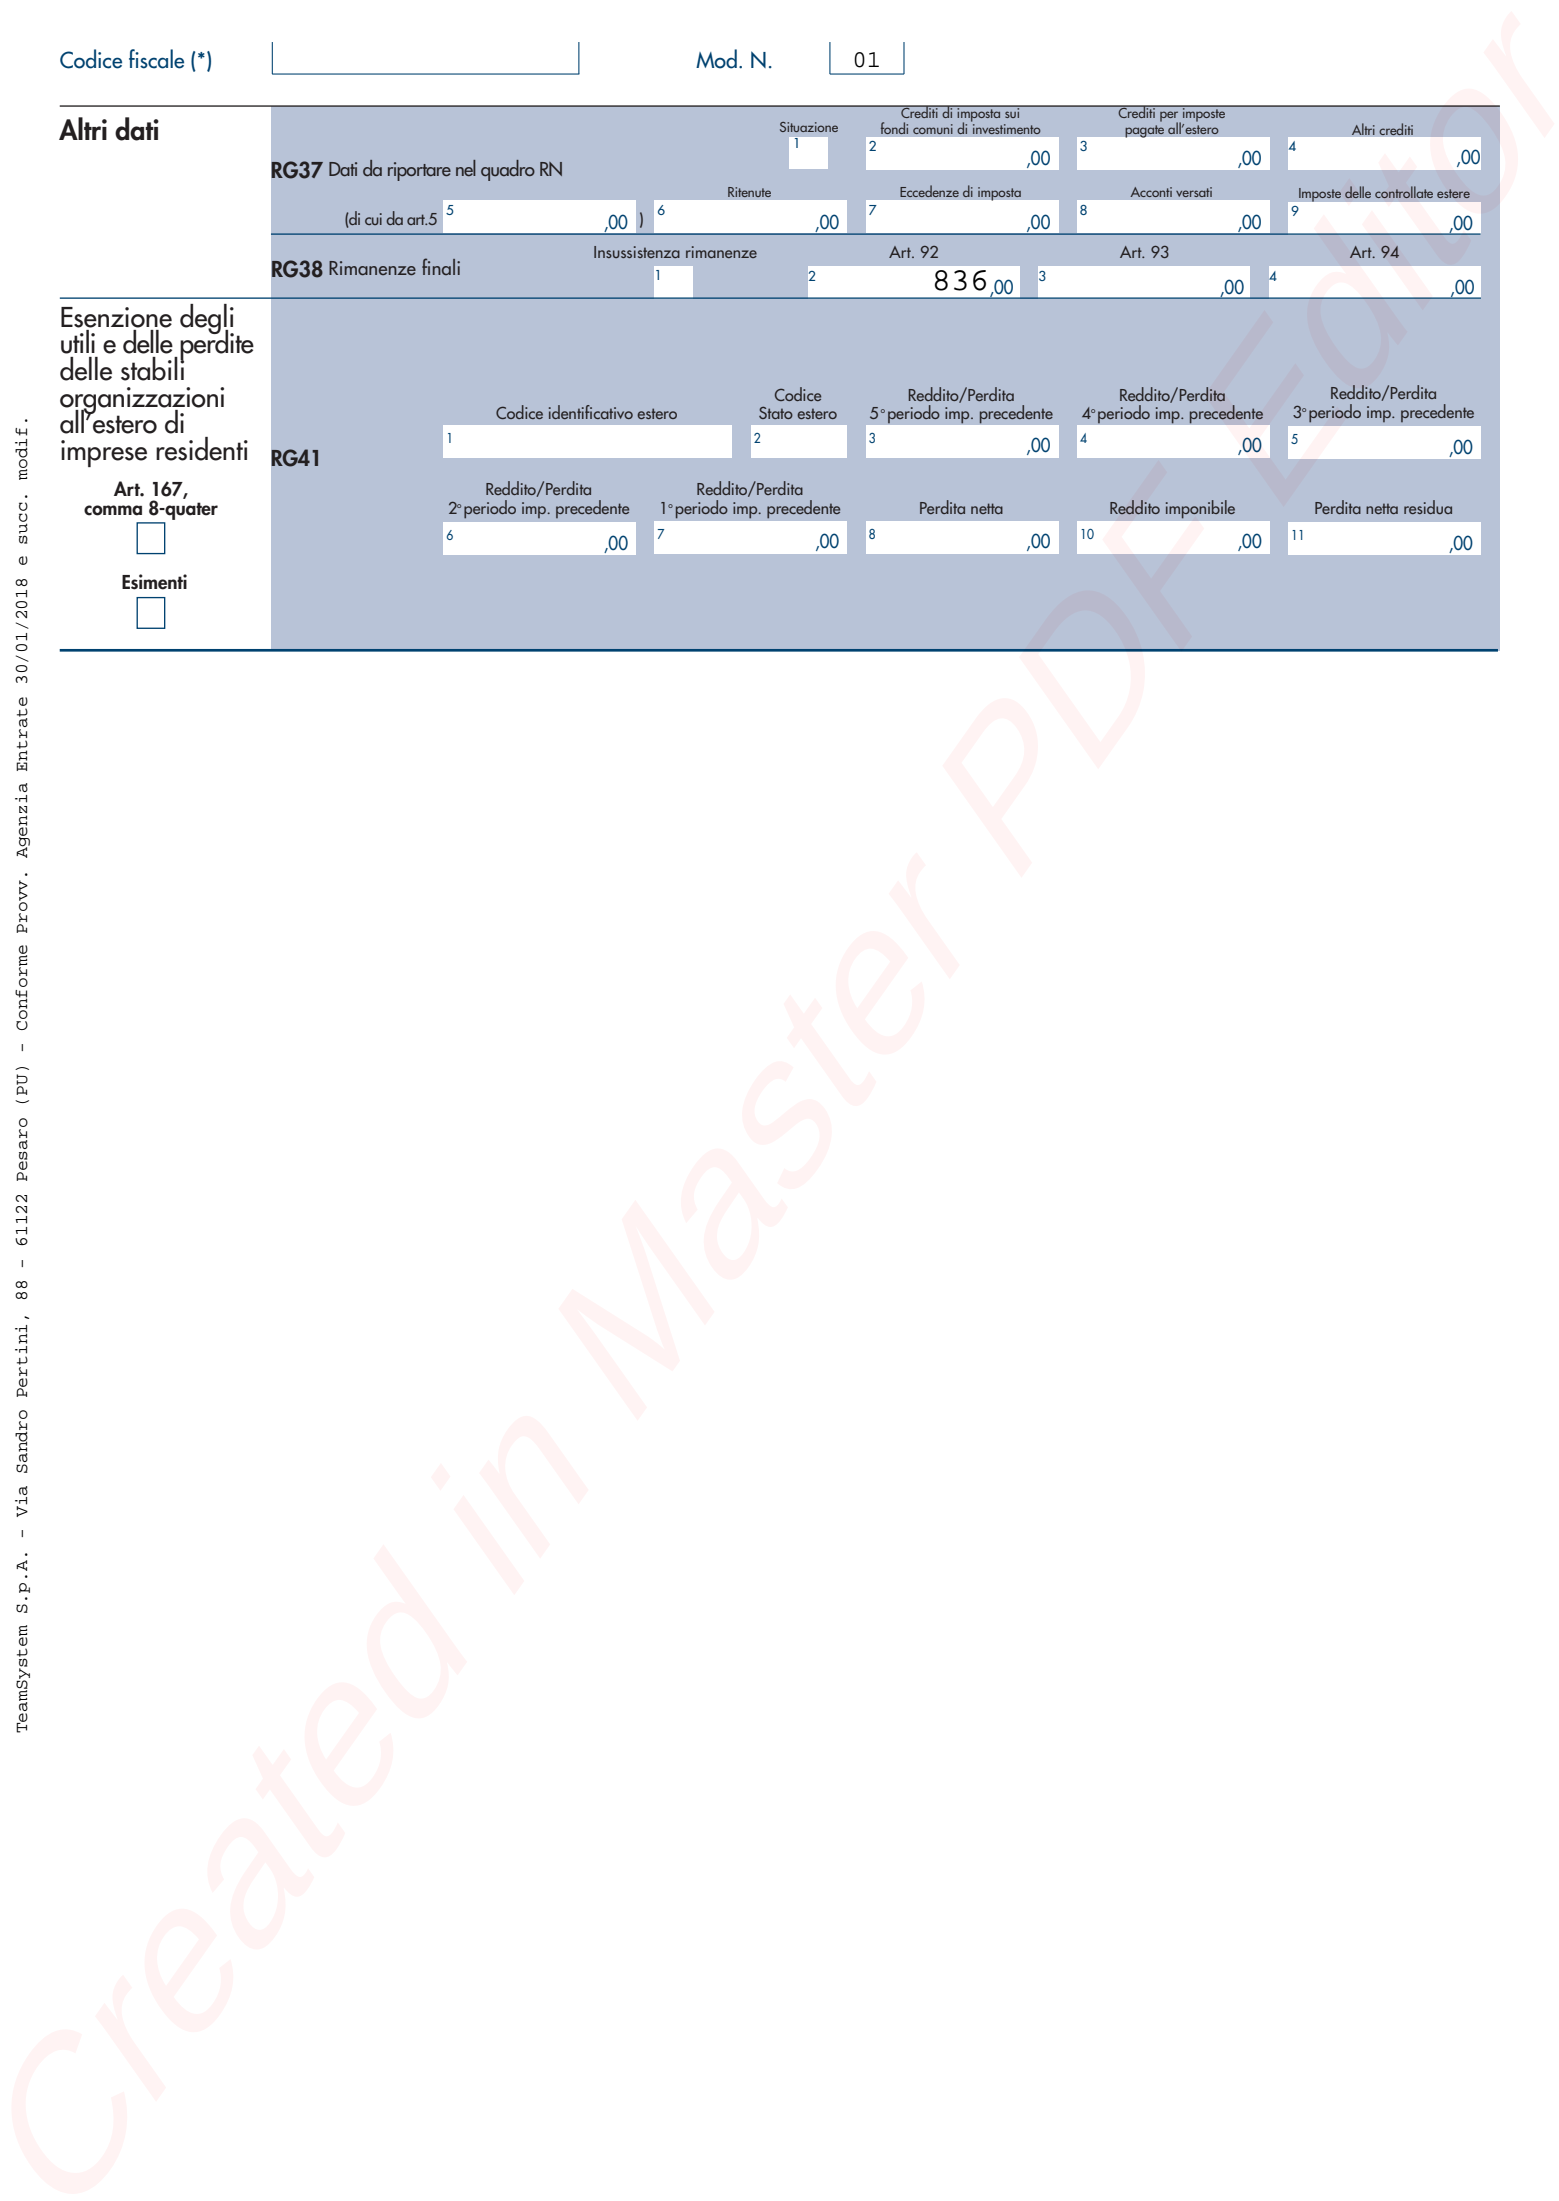 Codice fiscale (*)
Mod. N. 01
Altri dati
RG37 Dati da riportare nel quadro RN
Situazione
1
Crediti di imposta sui
fondi comuni di investimento
2 ,00
Crediti per imposte
pagate all'estero
3 ,00
Altri crediti
4 ,00
(di cui da art.5 5 ,00 )
Ritenute
6 ,00
Eccedenze di imposta
7 ,00
Acconti versati
8 ,00
Imposte delle controllate estere
9 ,00
RG38 Rimanenze finali
Insussistenza rimanenze
1
Art. 92
2 836,00
Art. 93
3 ,00
Art. 94
4 ,00
Esenzione degli
utili e delle perdite
delle stabili
organizzazioni
all'estero di
imprese residenti
Art. 167,
comma 8-quater
Esimenti
RG41
Codice identificativo estero
1
Codice
Stato estero
2
Reddito/Perdita
5° periodo imp. precedente
3 ,00
Reddito/Perdita
4° periodo imp. precedente
4 ,00
Reddito/Perdita
3° periodo imp. precedente
5 ,00
Reddito/Perdita
2° periodo imp. precedente
6 ,00
Reddito/Perdita
1° periodo imp. precedente
7 ,00
Perdita netta
8 ,00
Reddito imponibile
10 ,00
Perdita netta residua
11 ,00
TeamSystem S.p.A. - Via Sandro Pertini, 88 - 61122 Pesaro (PU) - Conforme Provv. Agenzia Entrate 30/01/2018 e succ. modif.
Created in Master PDF Editor